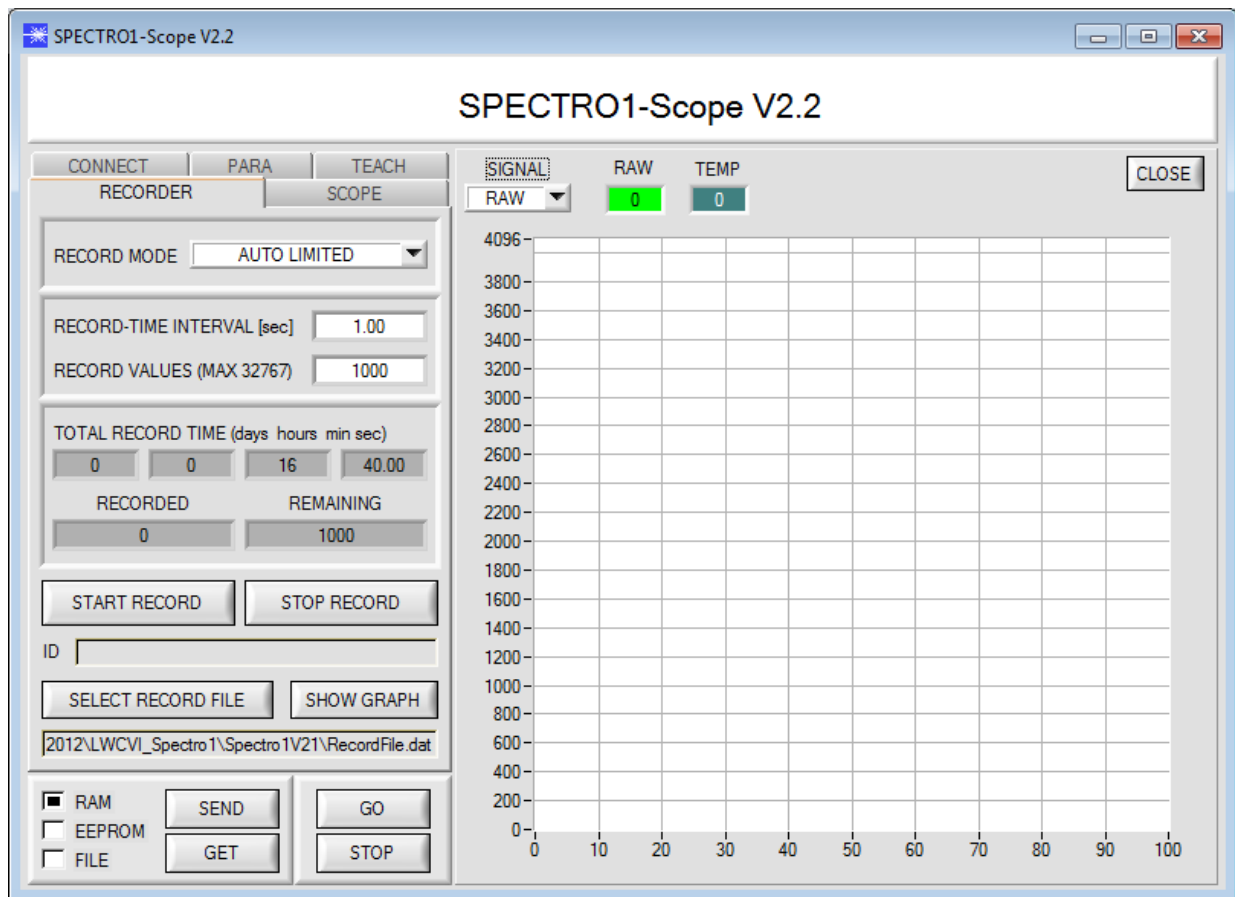 SPECTRO1-Scope V2.2
SPECTRO1-Scope V2.2
CONNECT PARA TEACH
RECORDER SCOPE
RECORD MODE AUTO LIMITED
RECORD-TIME INTERVAL [sec] 1.00
RECORD VALUES (MAX 32767) 1000
TOTAL RECORD TIME (days hours min sec)
0 0 16 40.00
RECORDED REMAINING
0 1000
START RECORD STOP RECORD
ID
SELECT RECORD FILE SHOW GRAPH
2012\LWCVI_Spectro1\Spectro1V21\RecordFile.dat
RAM
EEPROM
FILE
SEND
GET
GO
STOP
SIGNAL RAW TEMP
RAW 0 0
CLOSE
4096
3800
3600
3400
3200
3000
2800
2600
2400
2200
2000
1800
1600
1400
1200
1000
800
600
400
200
0
0 10 20 30 40 50 60 70 80 90 100